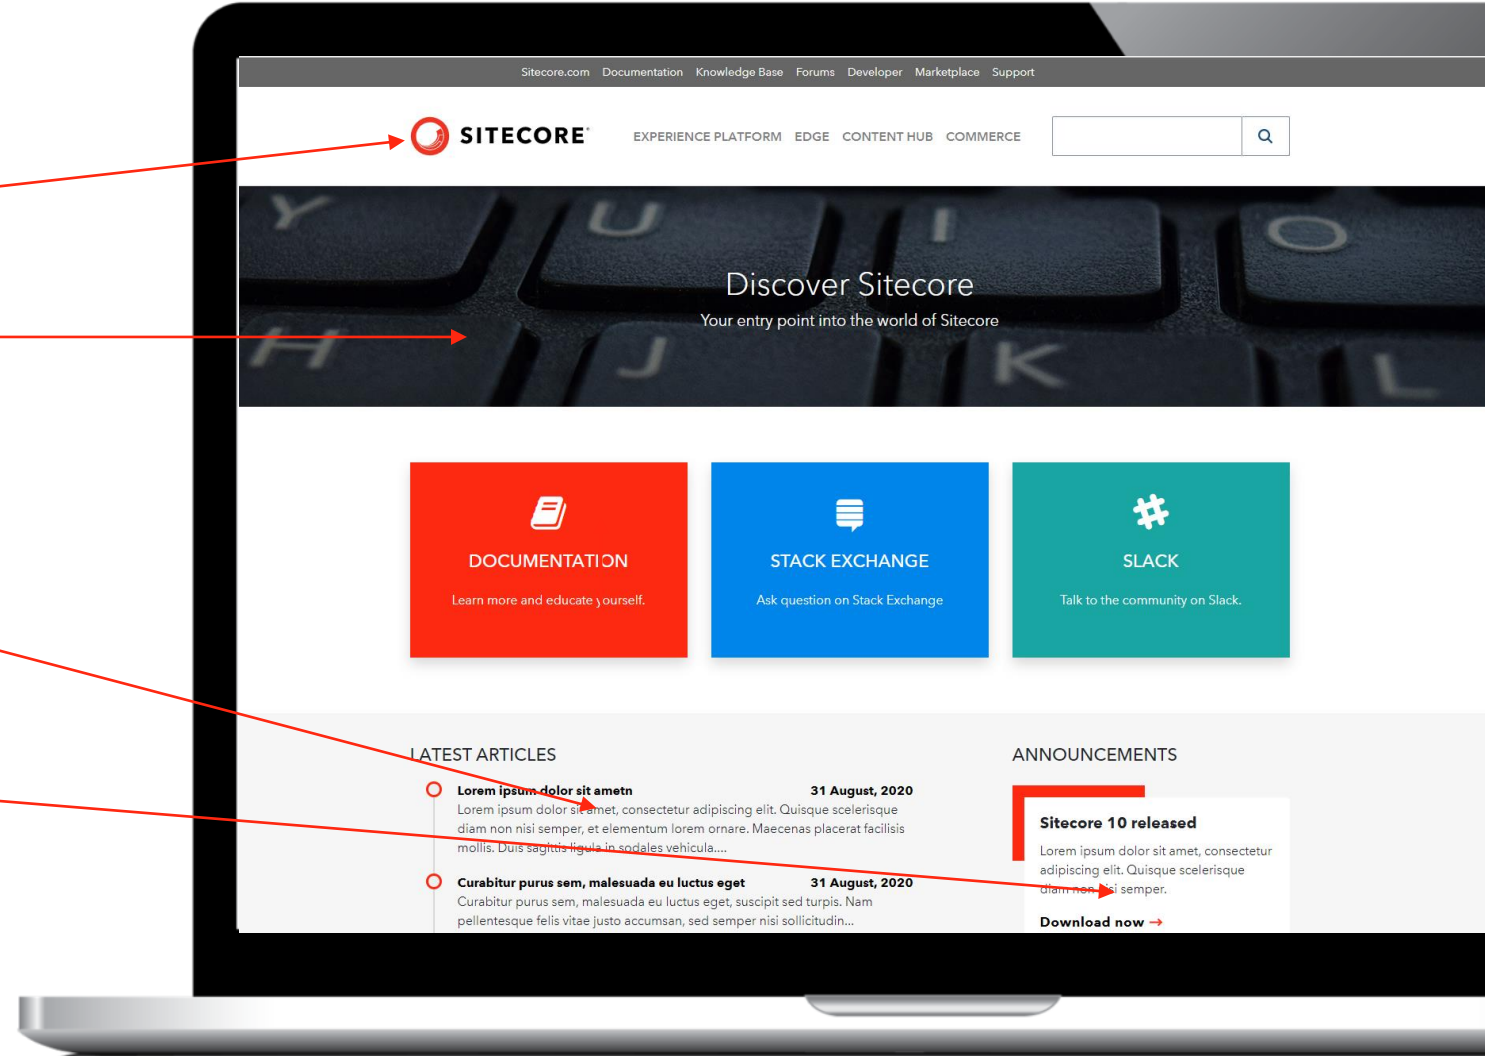 Sitecore.com Documentation Knowledge Base Forums Developer Marketplace Support
SITECORE
EXPERIENCE PLATFORM EDGE CONTENT HUB COMMERCE
Y U I O
Discover Sitecore
Your entry point into the world of Sitecore
H J K L
DOCUMENTATION
Learn more and educate yourself.
STACK EXCHANGE
Ask question on Stack Exchange
SLACK
Talk to the community on Slack.
LATEST ARTICLES
Lorem ipsum dolor sit ametn 31 August, 2020
Lorem ipsum dolor sit amet, consectetur adipiscing elit. Quisque scelerisque
diam non nisi semper, et elementum lorem ornare. Maecenas placerat facilisis
mollis. Duis sagittis ligula in sodales vehicula....
Curabitur purus sem, malesuada eu luctus eget 31 August, 2020
Curabitur purus sem, malesuada eu luctus eget, suscipit sed turpis. Nam
pellentesque felis vitae justo accumsan, sed semper nisi sollicitudin...
ANNOUNCEMENTS
Sitecore 10 released
Lorem ipsum dolor sit amet, consectetur
adipiscing elit. Quisque scelerisque
diam non nisi semper.
Download now →